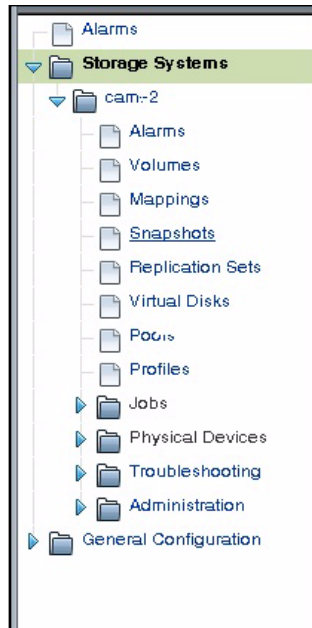 Alarms
Storage Systems
cam-2
Alarms
Volumes
Mappings
Snapshots
Replication Sets
Virtual Disks
Pools
Profiles
Jobs
Physical Devices
Troubleshooting
Administration
General Configuration